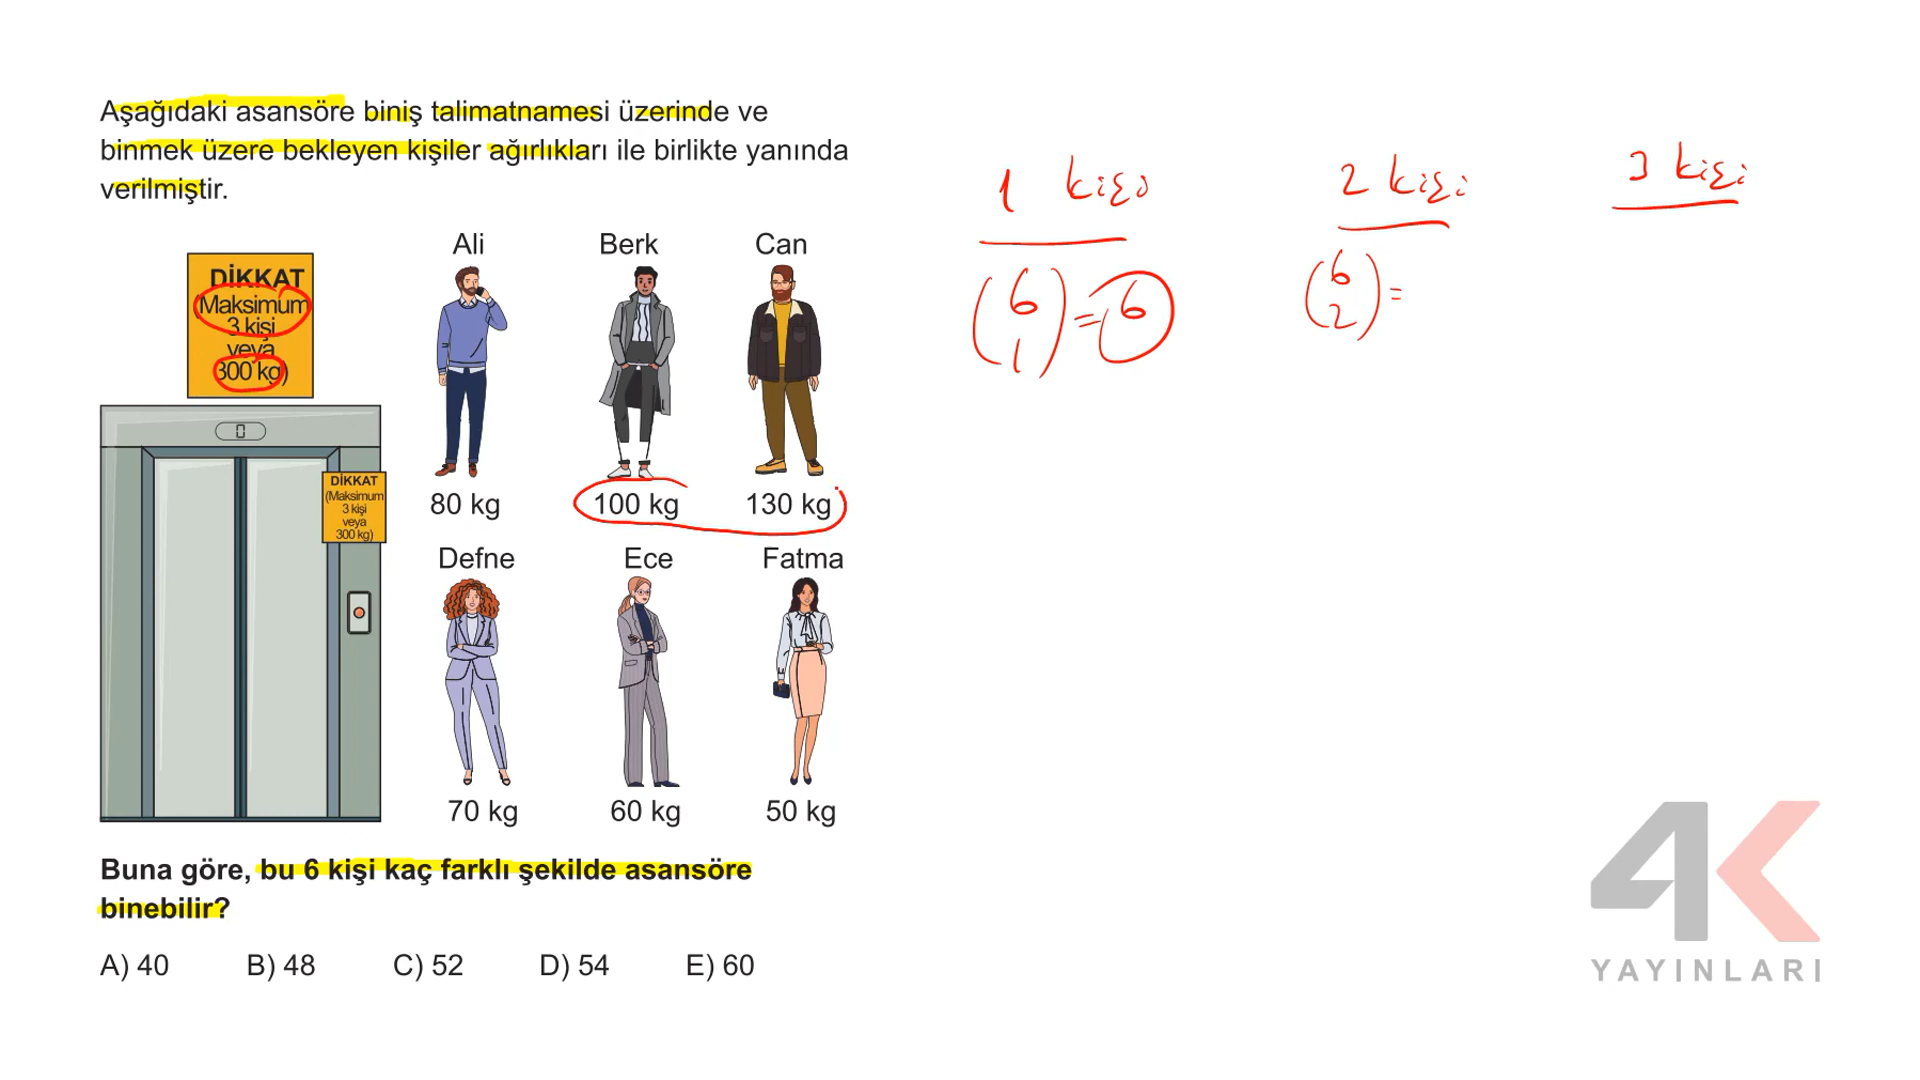 Aşağıdaki asansöre biniş talimatnamesi üzerinde ve
binmek üzere bekleyen kişiler ağırlıkları ile birlikte yanında
verilmiştir.
DİKKAT
(Maksimum
3 kişi
veya
300 kg)
0
DİKKAT
(Maksimum
3 kişi
veya
300 kg)
Ali Berk Can
80 kg 100 kg 130 kg
Defne Ece Fatma
70 kg 60 kg 50 kg
Buna göre, bu 6 kişi kaç farklı şekilde asansöre
binebilir?
A) 40 B) 48 C) 52 D) 54 E) 60
1 kişi 2 kişi 3 kişi
(6 1) = 6 (6 2) =
4K
YAYINLARI